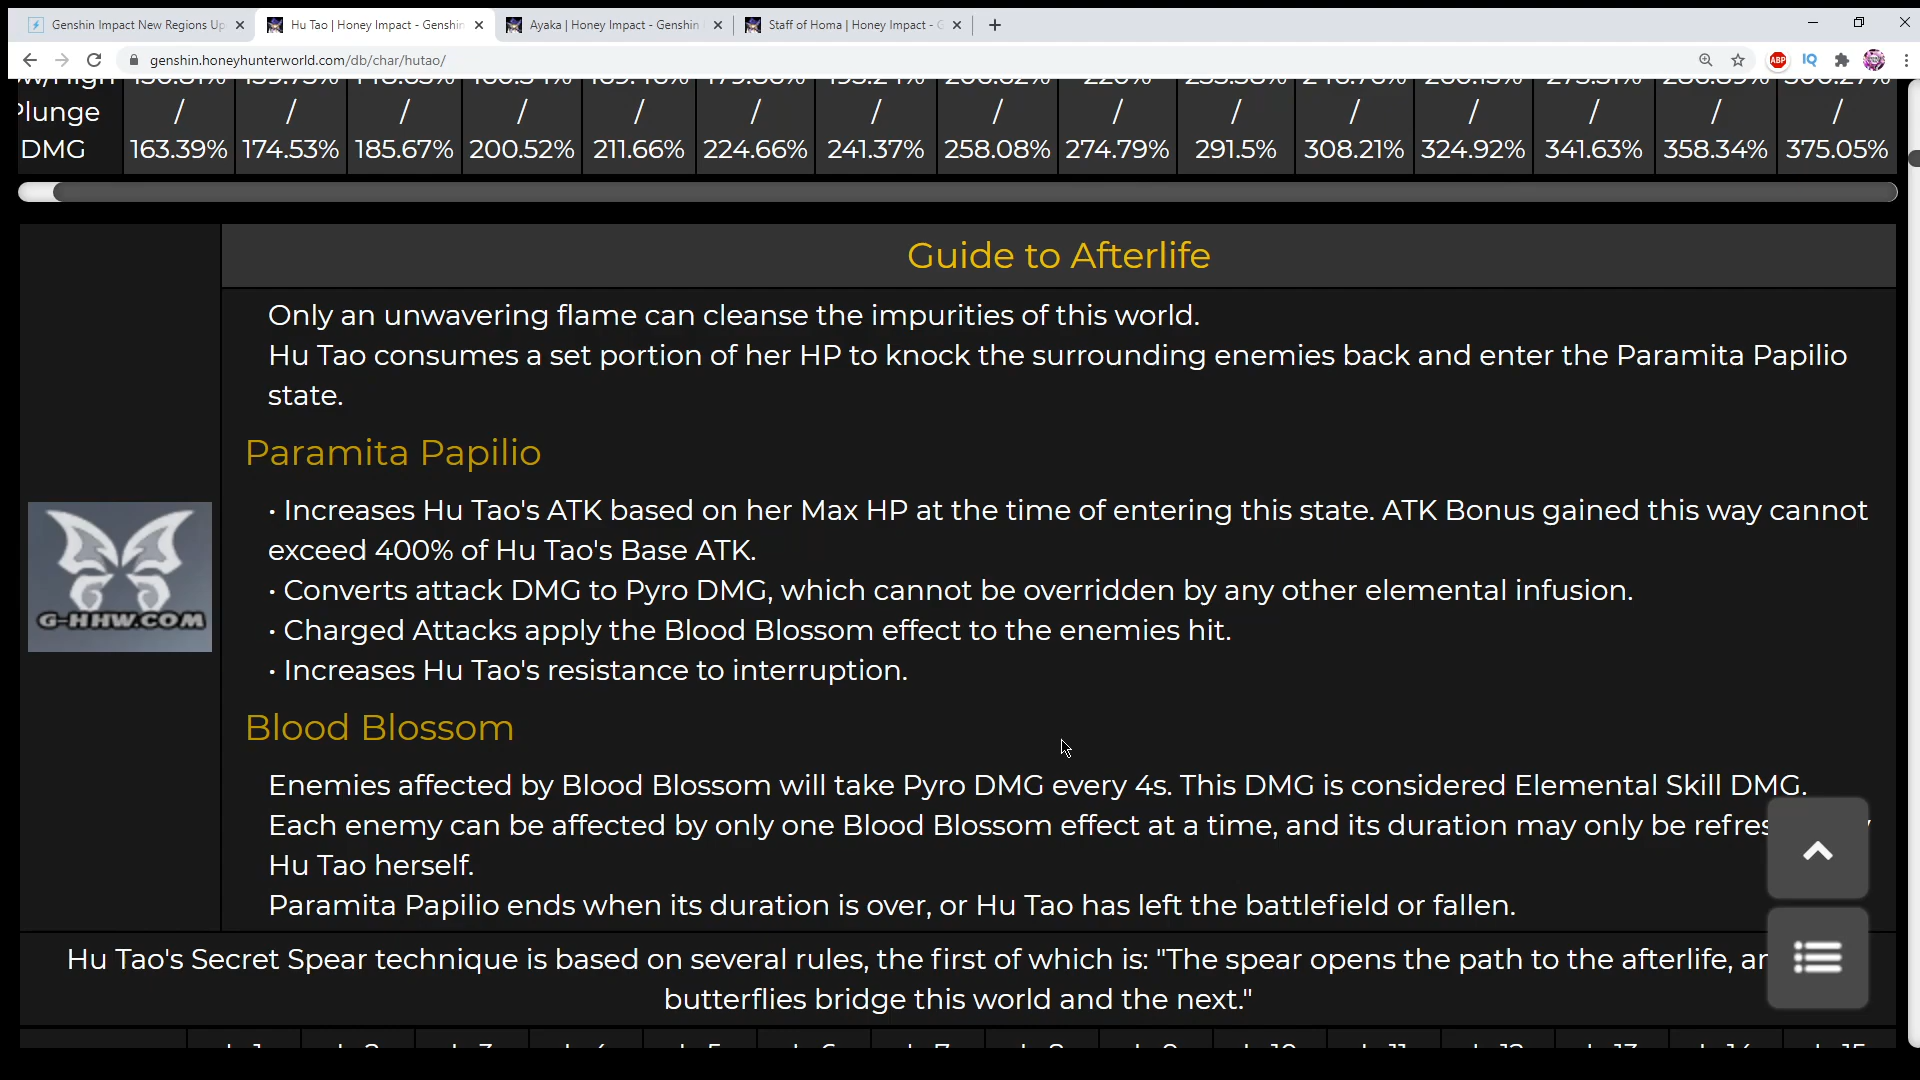 Genshin Impact New Regions Up
Hu Tao | Honey Impact - Genshin
Ayaka | Honey Impact - Genshin
Staff of Homa | Honey Impact - G
genshin.honeyhunterworld.com/db/char/hutao/
ABP
IQ
Plunge / / / / / / / / / / / / / / /
DMG 163.39% 174.53% 185.67% 200.52% 211.66% 224.66% 241.37% 258.08% 274.79% 291.5% 308.21% 324.92% 341.63% 358.34% 375.05%
Guide to Afterlife
Only an unwavering flame can cleanse the impurities of this world.
Hu Tao consumes a set portion of her HP to knock the surrounding enemies back and enter the Paramita Papilio
state.
Paramita Papilio
· Increases Hu Tao's ATK based on her Max HP at the time of entering this state. ATK Bonus gained this way cannot
exceed 400% of Hu Tao's Base ATK.
· Converts attack DMG to Pyro DMG, which cannot be overridden by any other elemental infusion.
· Charged Attacks apply the Blood Blossom effect to the enemies hit.
· Increases Hu Tao's resistance to interruption.
G-HHW.COM
Blood Blossom
Enemies affected by Blood Blossom will take Pyro DMG every 4s. This DMG is considered Elemental Skill DMG.
Each enemy can be affected by only one Blood Blossom effect at a time, and its duration may only be refres
Hu Tao herself.
Paramita Papilio ends when its duration is over, or Hu Tao has left the battlefield or fallen.
Hu Tao's Secret Spear technique is based on several rules, the first of which is: "The spear opens the path to the afterlife, ar
butterflies bridge this world and the next."